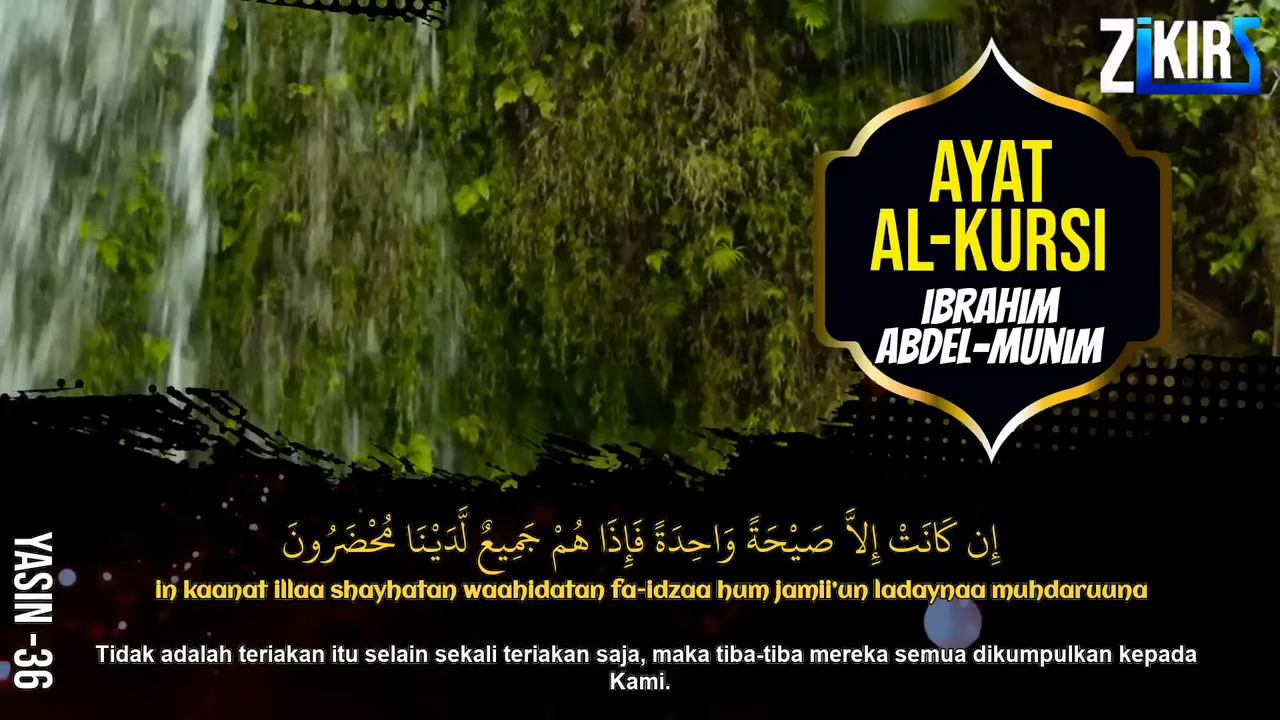 ZiKIRS
AYAT
AL-KURSI
IBRAHIM
ABDEL-MUNIM
إِن كَانَتْ إِلاَّ صَيْحَةً وَاحِدَةً فَإِذَا هُمْ جَمِيعٌ لَّدَيْنَا مُحْضَرُونَ
in kaanat illaa shayhatan waahidatan fa-idzaa hum jamii'un ladaynaa muhdaruuna
Tidak adalah teriakan itu selain sekali teriakan saja, maka tiba-tiba mereka semua dikumpulkan kepada
Kami.
YASIN -36